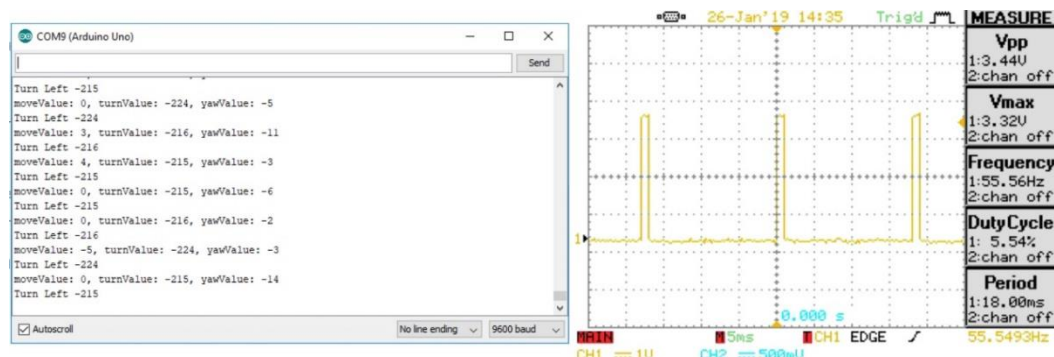 COM9 (Arduino Uno)
Send
Turn Left -215
moveValue: 0, turnValue: -224, yawValue: -5
Turn Left -224
moveValue: 3, turnValue: -216, yawValue: -11
Turn Left -216
moveValue: 4, turnValue: -215, yawValue: -3
Turn Left -215
moveValue: 0, turnValue: -215, yawValue: -6
Turn Left -215
moveValue: 0, turnValue: -216, yawValue: -2
Turn Left -216
moveValue: -5, turnValue: -224, yawValue: -3
Turn Left -224
moveValue: 0, turnValue: -215, yawValue: -14
Turn Left -215
Autoscroll
No line ending
9600 baud
26-Jan'19 14:35 Trig'd MEASURE
Vpp
1:3.44V
2:chan off
Vmax
1:3.32V
2:chan off
Frequency
1:55.56Hz
2:chan off
DutyCycle
1: 5.54%
2:chan off
Period
1:18.00ms
2:chan off
1
0.000 s
MAIN M 5ms T CH1 EDGE 55.5493Hz
CH1 1V CH2 500mV